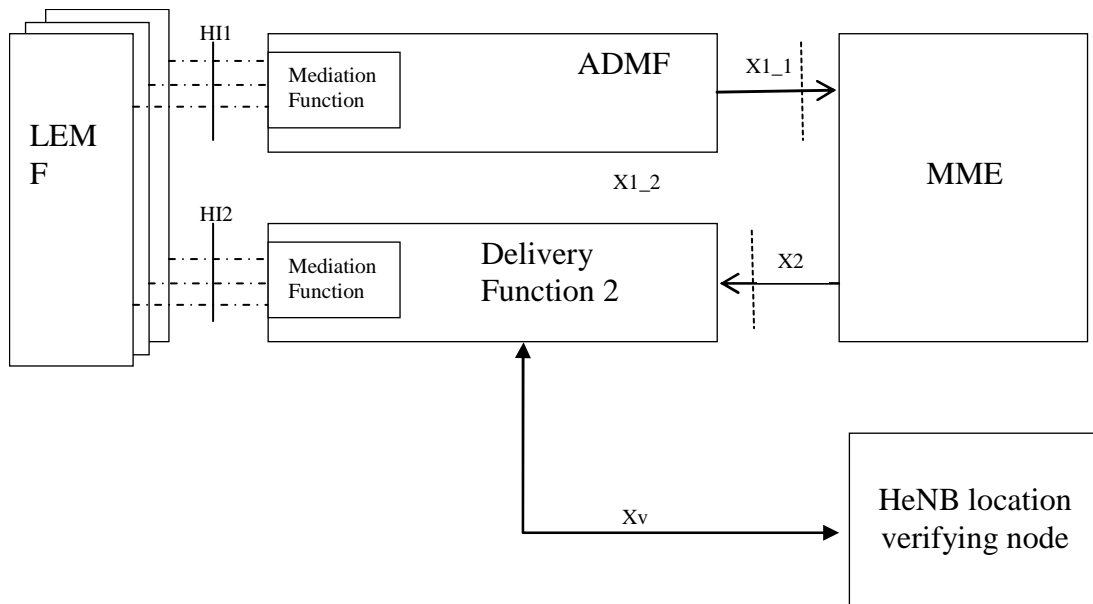 HI1
Mediation
Function
ADMF
X1_1
LEM
F
MME
X1_2
HI2
Mediation
Function
Delivery
Function 2
X2
HeNB location
verifying node
Xv